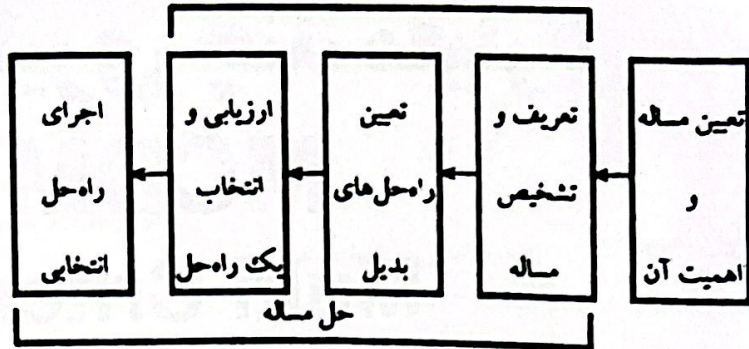 تعیین مساله
و
اهمیت آن
تعریف و
تشخیص
مساله
تعیین
راه‌حل‌های
بدیل
ارزیابی و
انتخاب
یک راه‌حل
اجرای
راه‌حل
انتخابی
حل مساله